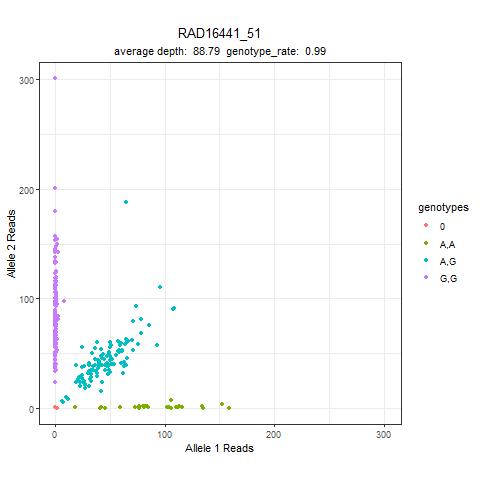 RAD16441_51
average depth:  88.79  genotype_rate:  0.99
Allele 2 Reads
300
200
100
0
0 100 200 300
Allele 1 Reads
genotypes
0
A,A
A,G
G,G